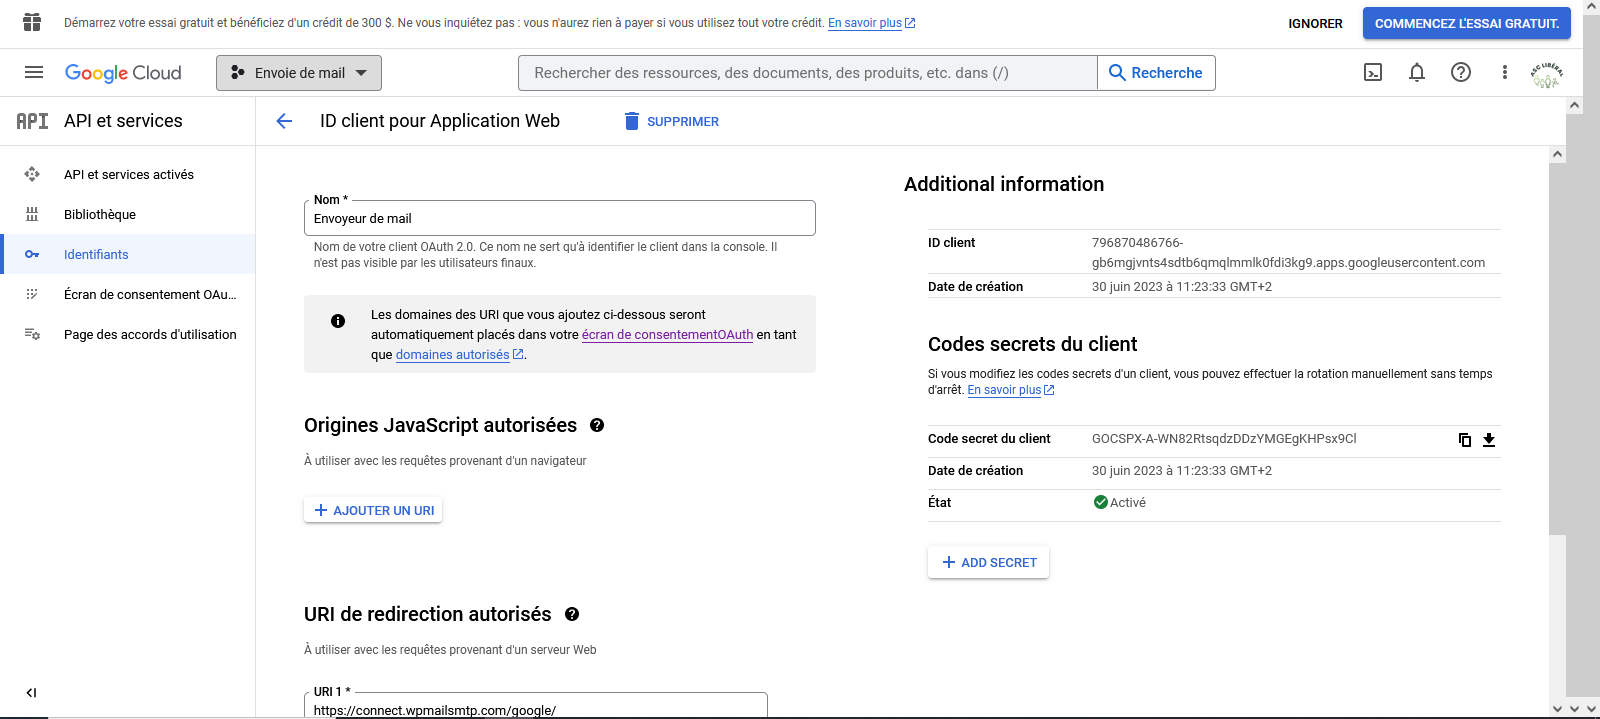 Démarrez votre essai gratuit et bénéficiez d'un crédit de 300 $. Ne vous inquiétez pas : vous n'aurez rien à payer si vous utilisez tout votre crédit. En savoir plus
IGNORER
COMMENCEZ L'ESSAI GRATUIT.
Google Cloud
Envoie de mail
Rechercher des ressources, des documents, des produits, etc. dans (/)
Recherche
ASC LIBÉRAL
API
API et services
ID client pour Application Web
SUPPRIMER
API et services activés
Bibliothèque
Identifiants
Écran de consentement OAu...
Page des accords d'utilisation
Nom *
Envoyeur de mail
Nom de votre client OAuth 2.0. Ce nom ne sert qu'à identifier le client dans la console. Il
n'est pas visible par les utilisateurs finaux.
Les domaines des URI que vous ajoutez ci-dessous seront
automatiquement placés dans votre écran de consentementOAuth en tant
que domaines autorisés.
Origines JavaScript autorisées
À utiliser avec les requêtes provenant d'un navigateur
AJOUTER UN URI
URI de redirection autorisés
À utiliser avec les requêtes provenant d'un serveur Web
URI 1 *
https://connect.wpmailsmtp.com/google/
Additional information
ID client
796870486766-
gb6mgjvnts4sdtb6qmqlmmlk0fdi3kg9.apps.googleusercontent.com
Date de création
30 juin 2023 à 11:23:33 GMT+2
Codes secrets du client
Si vous modifiez les codes secrets d'un client, vous pouvez effectuer la rotation manuellement sans temps
d'arrêt. En savoir plus
Code secret du client
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
Date de création
30 juin 2023 à 11:23:33 GMT+2
État
Activé
ADD SECRET